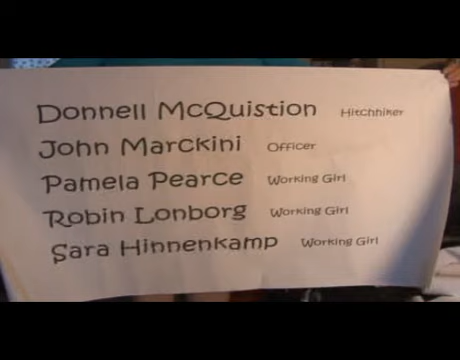 Donnell McQuistion Hitchhiker
John Marckini Officer
Pamela Pearce Working Girl
Robin Lonborg Working Girl
Sara Hinnenkamp Working Girl